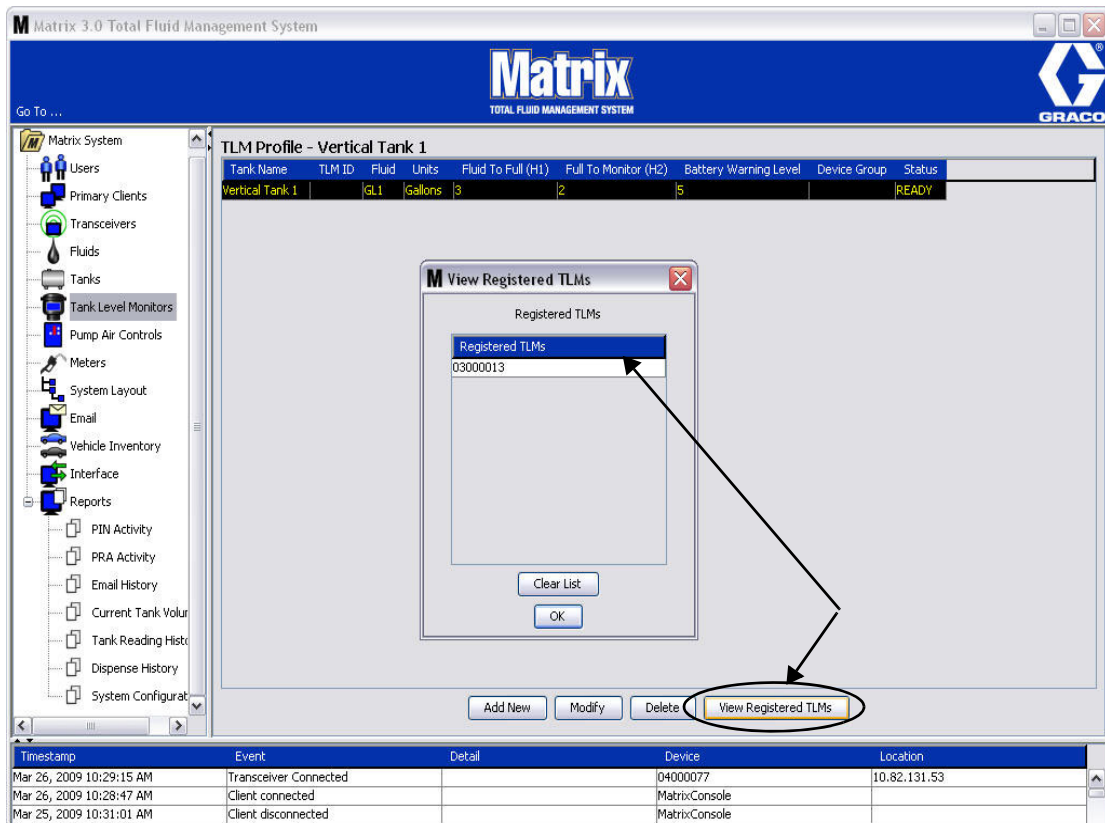 Matrix 3.0 Total Fluid Management System
Matrix
TOTAL FLUID MANAGEMENT SYSTEM
GRACO
Go To ...
Matrix System
Users
Primary Clients
Transceivers
Fluids
Tanks
Tank Level Monitors
Pump Air Controls
Meters
System Layout
Email
Vehicle Inventory
Interface
Reports
PIN Activity
PRA Activity
Email History
Current Tank Volur
Tank Reading Histo
Dispense History
System Configurat
TLM Profile - Vertical Tank 1
Tank Name TLM ID Fluid Units Fluid To Full (H1) Full To Monitor (H2) Battery Warning Level Device Group Status
Vertical Tank 1 GL1 Gallons 3 2 5 READY
View Registered TLMs
Registered TLMs
Registered TLMs
03000013
Clear List
OK
Add New Modify Delete View Registered TLMs
Timestamp Event Detail Device Location
Mar 26, 2009 10:29:15 AM Transceiver Connected 04000077 10.82.131.53
Mar 26, 2009 10:28:47 AM Client connected MatrixConsole
Mar 25, 2009 10:31:01 AM Client disconnected MatrixConsole